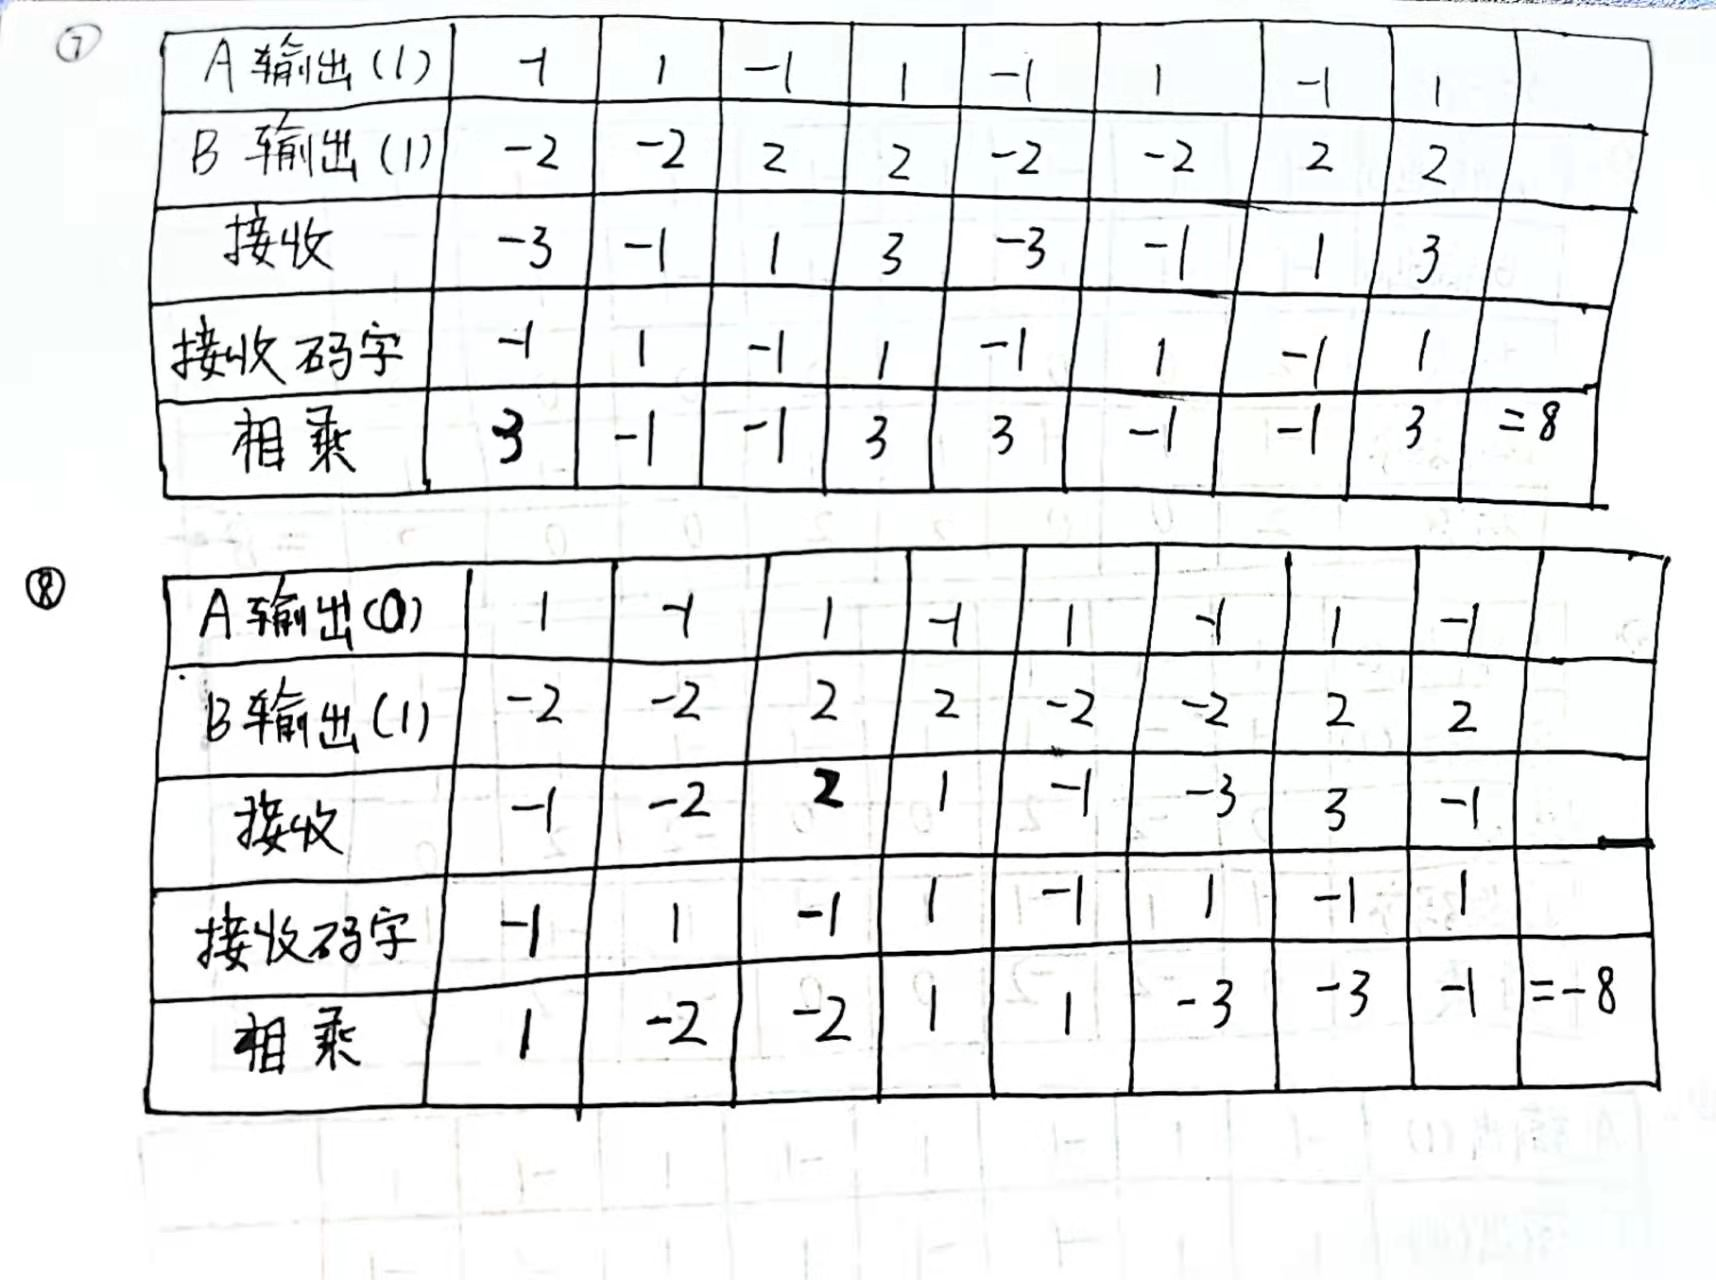 ⑦
A 输出(1) -1 1 -1 1 -1 1 -1 1
B 输出(1) -2 -2 2 2 -2 -2 2 2
接收 -3 -1 1 3 -3 -1 1 3
接收码字 -1 1 -1 1 -1 1 -1 1
相乘 3 -1 -1 3 3 -1 -1 3 =8
⑧
A 输出(0) 1 -1 1 -1 1 -1 1 -1
B 输出(1) -2 -2 2 2 -2 -2 2 2
接收 -1 -2 2 1 -1 -3 3 -1
接收码字 -1 1 -1 1 -1 1 -1 1
相乘 1 -2 -2 1 1 -3 -3 -1 =-8